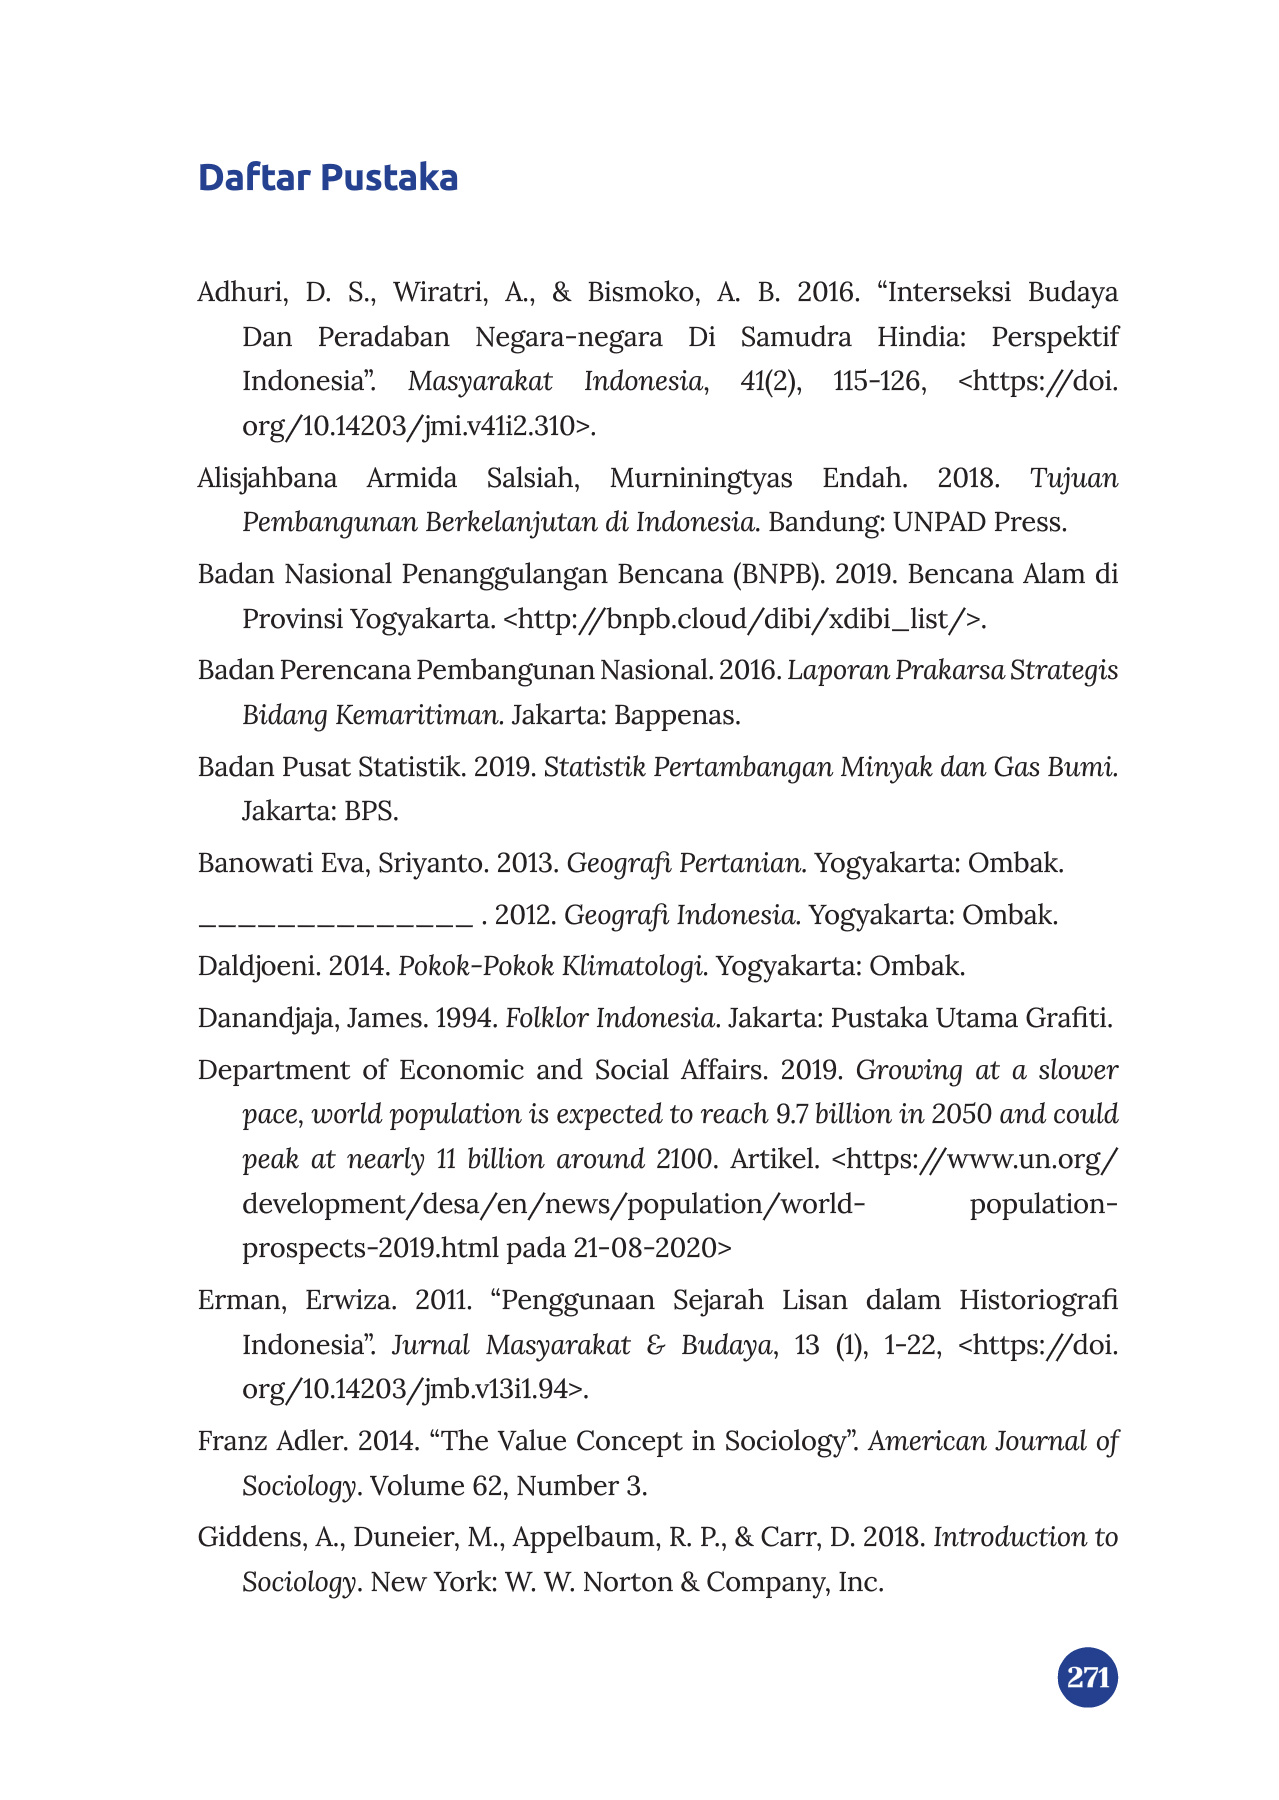 Daftar Pustaka
Adhuri, D. S., Wiratri, A., & Bismoko, A. B. 2016. “Interseksi Budaya
Dan Peradaban Negara-negara Di Samudra Hindia: Perspektif
Indonesia”. Masyarakat Indonesia, 41(2), 115-126, <https://doi.
org/10.14203/jmi.v41i2.310>.
Alisjahbana Armida Salsiah, Murniningtyas Endah. 2018. Tujuan
Pembangunan Berkelanjutan di Indonesia. Bandung: UNPAD Press.
Badan Nasional Penanggulangan Bencana (BNPB). 2019. Bencana Alam di
Provinsi Yogyakarta. <http://bnpb.cloud/dibi/xdibi_list/>.
Badan Perencana Pembangunan Nasional. 2016. Laporan Prakarsa Strategis
Bidang Kemaritiman. Jakarta: Bappenas.
Badan Pusat Statistik. 2019. Statistik Pertambangan Minyak dan Gas Bumi.
Jakarta: BPS.
Banowati Eva, Sriyanto. 2013. Geografi Pertanian. Yogyakarta: Ombak.
______________ . 2012. Geografi Indonesia. Yogyakarta: Ombak.
Daldjoeni. 2014. Pokok-Pokok Klimatologi. Yogyakarta: Ombak.
Danandjaja, James. 1994. Folklor Indonesia. Jakarta: Pustaka Utama Grafiti.
Department of Economic and Social Affairs. 2019. Growing at a slower
pace, world population is expected to reach 9.7 billion in 2050 and could
peak at nearly 11 billion around 2100. Artikel. <https://www.un.org/
development/desa/en/news/population/world- population-
prospects-2019.html pada 21-08-2020>
Erman, Erwiza. 2011. “Penggunaan Sejarah Lisan dalam Historiografi
Indonesia”. Jurnal Masyarakat & Budaya, 13 (1), 1-22, <https://doi.
org/10.14203/jmb.v13i1.94>.
Franz Adler. 2014. “The Value Concept in Sociology”. American Journal of
Sociology. Volume 62, Number 3.
Giddens, A., Duneier, M., Appelbaum, R. P., & Carr, D. 2018. Introduction to
Sociology. New York: W. W. Norton & Company, Inc.
271